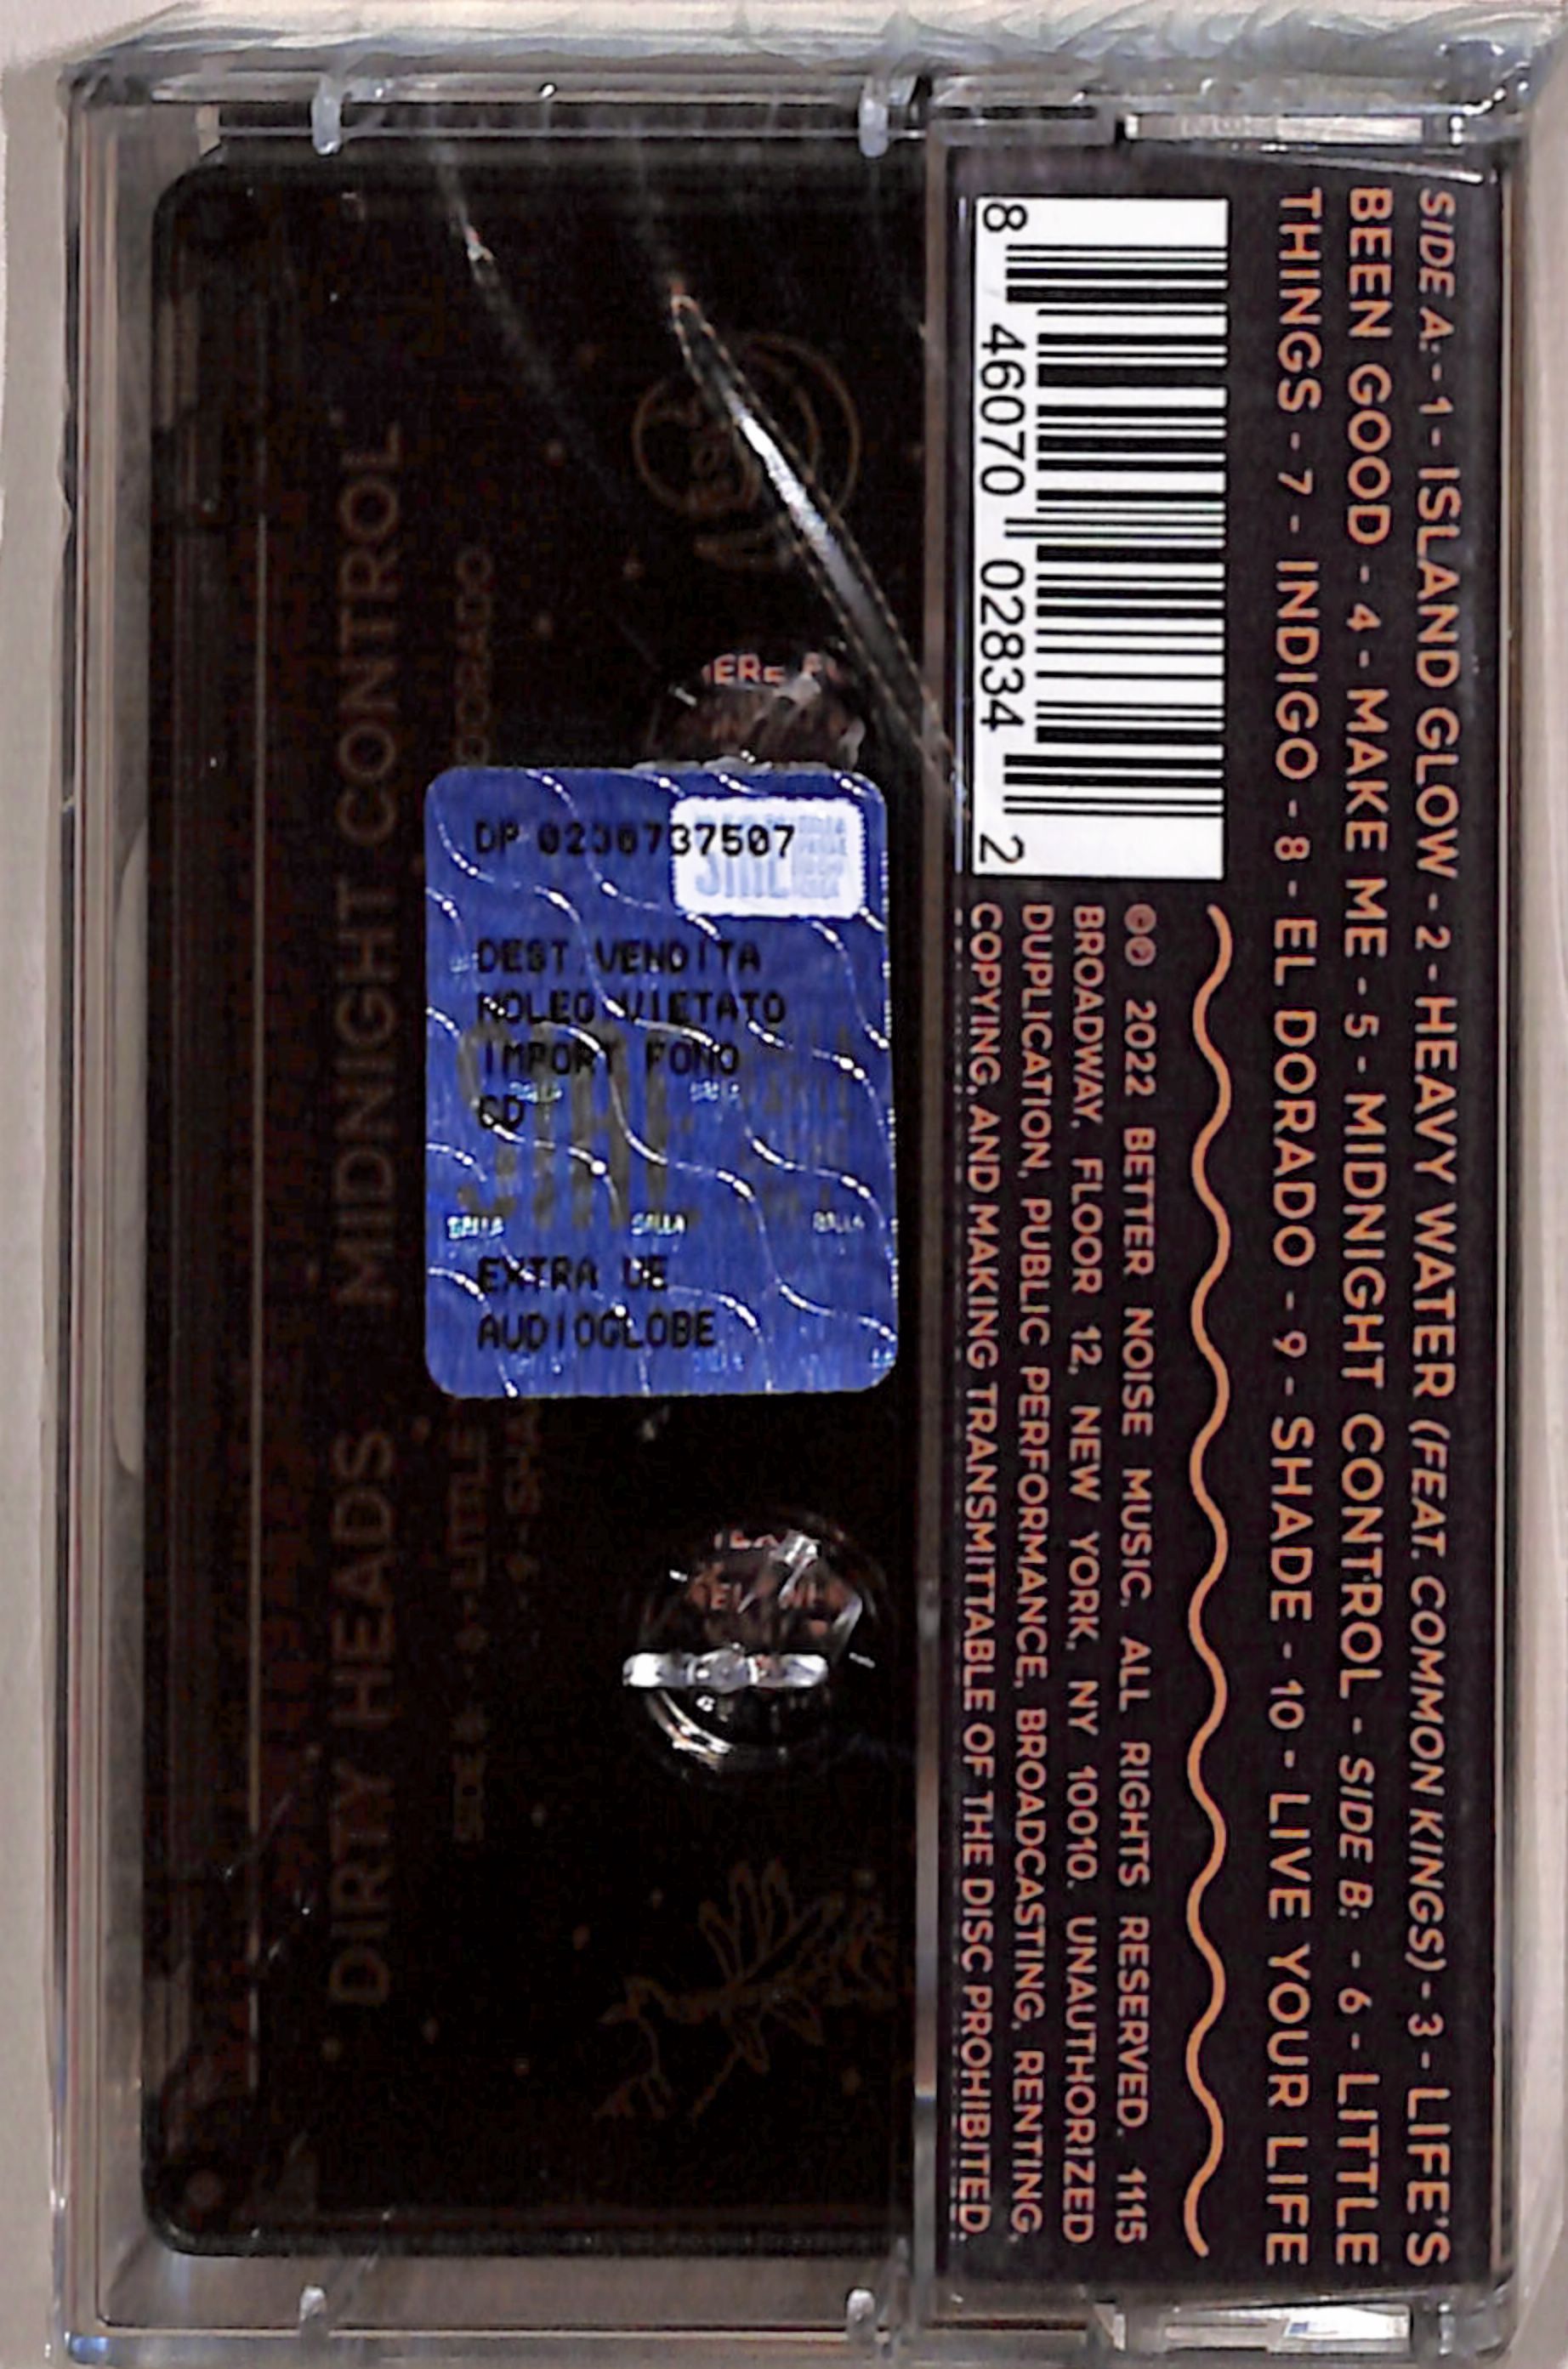 SIDE A: - 1 - ISLAND GLOW - 2 - HEAVY WATER (FEAT. COMMON KINGS) - 3 - LIFE'S
BEEN GOOD - 4 - MAKE ME - 5 - MIDNIGHT CONTROL - SIDE B: - 6 - LITTLE
THINGS - 7 - INDIGO - 8 - EL DORADO - 9 - SHADE - 10 - LIVE YOUR LIFE
8 46070 02834 2
©℗ 2022 BETTER NOISE MUSIC. ALL RIGHTS RESERVED. 1115
BROADWAY, FLOOR 12, NEW YORK, NY 10010. UNAUTHORIZED
DUPLICATION, PUBLIC PERFORMANCE, BROADCASTING, RENTING,
COPYING, AND MAKING TRANSMITTABLE OF THE DISC PROHIBITED.
DP 0230737507
DEST.VENDITA
NOLEO VIETATO
IMPORT FONO
CD
EXTRA UE
AUDIOGLOBE
DIRTY HEADS MIDNIGHT CONTROL